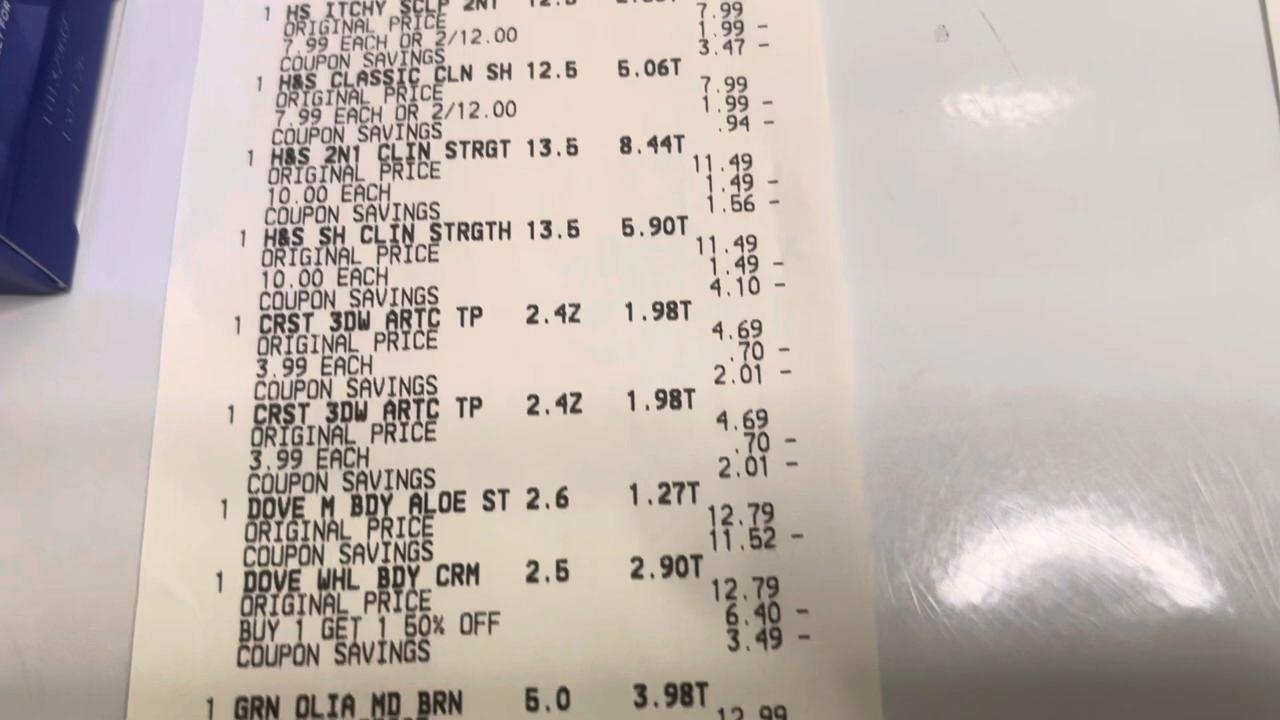 1 HS ITCHY SCLP 2N1 12.5
ORIGINAL PRICE 7.99
7.99 EACH OR 2/12.00 1.99 -
COUPON SAVINGS 3.47 -
1 H&S CLASSIC CLN SH 12.5 5.06T
ORIGINAL PRICE 7.99
7.99 EACH OR 2/12.00 1.99 -
COUPON SAVINGS .94 -
1 H&S 2N1 CLIN STRGT 13.5 8.44T
ORIGINAL PRICE 11.49
10.00 EACH 1.49 -
COUPON SAVINGS 1.56 -
1 H&S SH CLIN STRGTH 13.5 5.90T
ORIGINAL PRICE 11.49
10.00 EACH 1.49 -
COUPON SAVINGS 4.10 -
1 CRST 3DW ARTC TP 2.4Z 1.98T
ORIGINAL PRICE 4.69
3.99 EACH .70 -
COUPON SAVINGS 2.01 -
1 CRST 3DW ARTC TP 2.4Z 1.98T
ORIGINAL PRICE 4.69
3.99 EACH .70 -
COUPON SAVINGS 2.01 -
1 DOVE M BDY ALOE ST 2.6 1.27T
ORIGINAL PRICE 12.79
COUPON SAVINGS 11.52 -
1 DOVE WHL BDY CRM 2.5 2.90T
ORIGINAL PRICE 12.79
BUY 1 GET 1 50% OFF 6.40 -
COUPON SAVINGS 3.49 -
1 GRN OLIA MD BRN 5.0 3.98T
12.99